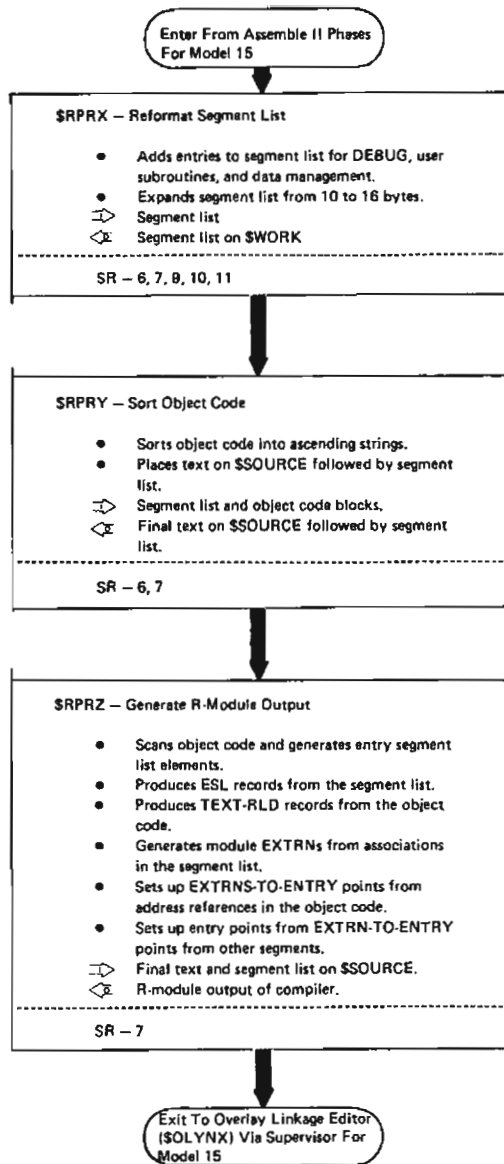 Enter From Assemble II Phases
For Model 15
$RPRX – Reformat Segment List
• Adds entries to segment list for DEBUG, user
subroutines, and data management.
• Expands segment list from 10 to 16 bytes.
Segment list
Segment list on $WORK
SR – 6, 7, 9, 10, 11
$RPRY – Sort Object Code
• Sorts object code into ascending strings.
• Places text on $SOURCE followed by segment
list.
Segment list and object code blocks.
Final text on $SOURCE followed by segment
list.
SR – 6, 7
$RPRZ – Generate R-Module Output
• Scans object code and generates entry segment
list elements.
• Produces ESL records from the segment list.
• Produces TEXT-RLD records from the object
code.
• Generates module EXTRNs from associations
in the segment list.
• Sets up EXTRNS-TO-ENTRY points from
address references in the object code.
• Sets up entry points from EXTRN-TO-ENTRY
points from other segments.
Final text and segment list on $SOURCE.
R-module output of compiler.
SR – 7
Exit To Overlay Linkage Editor
($OLYNX) Via Supervisor For
Model 15